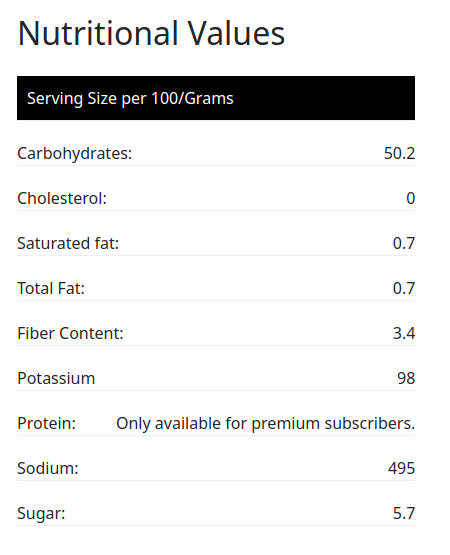 Nutritional Values
Serving Size per 100/Grams
Carbohydrates: 50.2
Cholesterol: 0
Saturated fat: 0.7
Total Fat: 0.7
Fiber Content: 3.4
Potassium 98
Protein: Only available for premium subscribers.
Sodium: 495
Sugar: 5.7